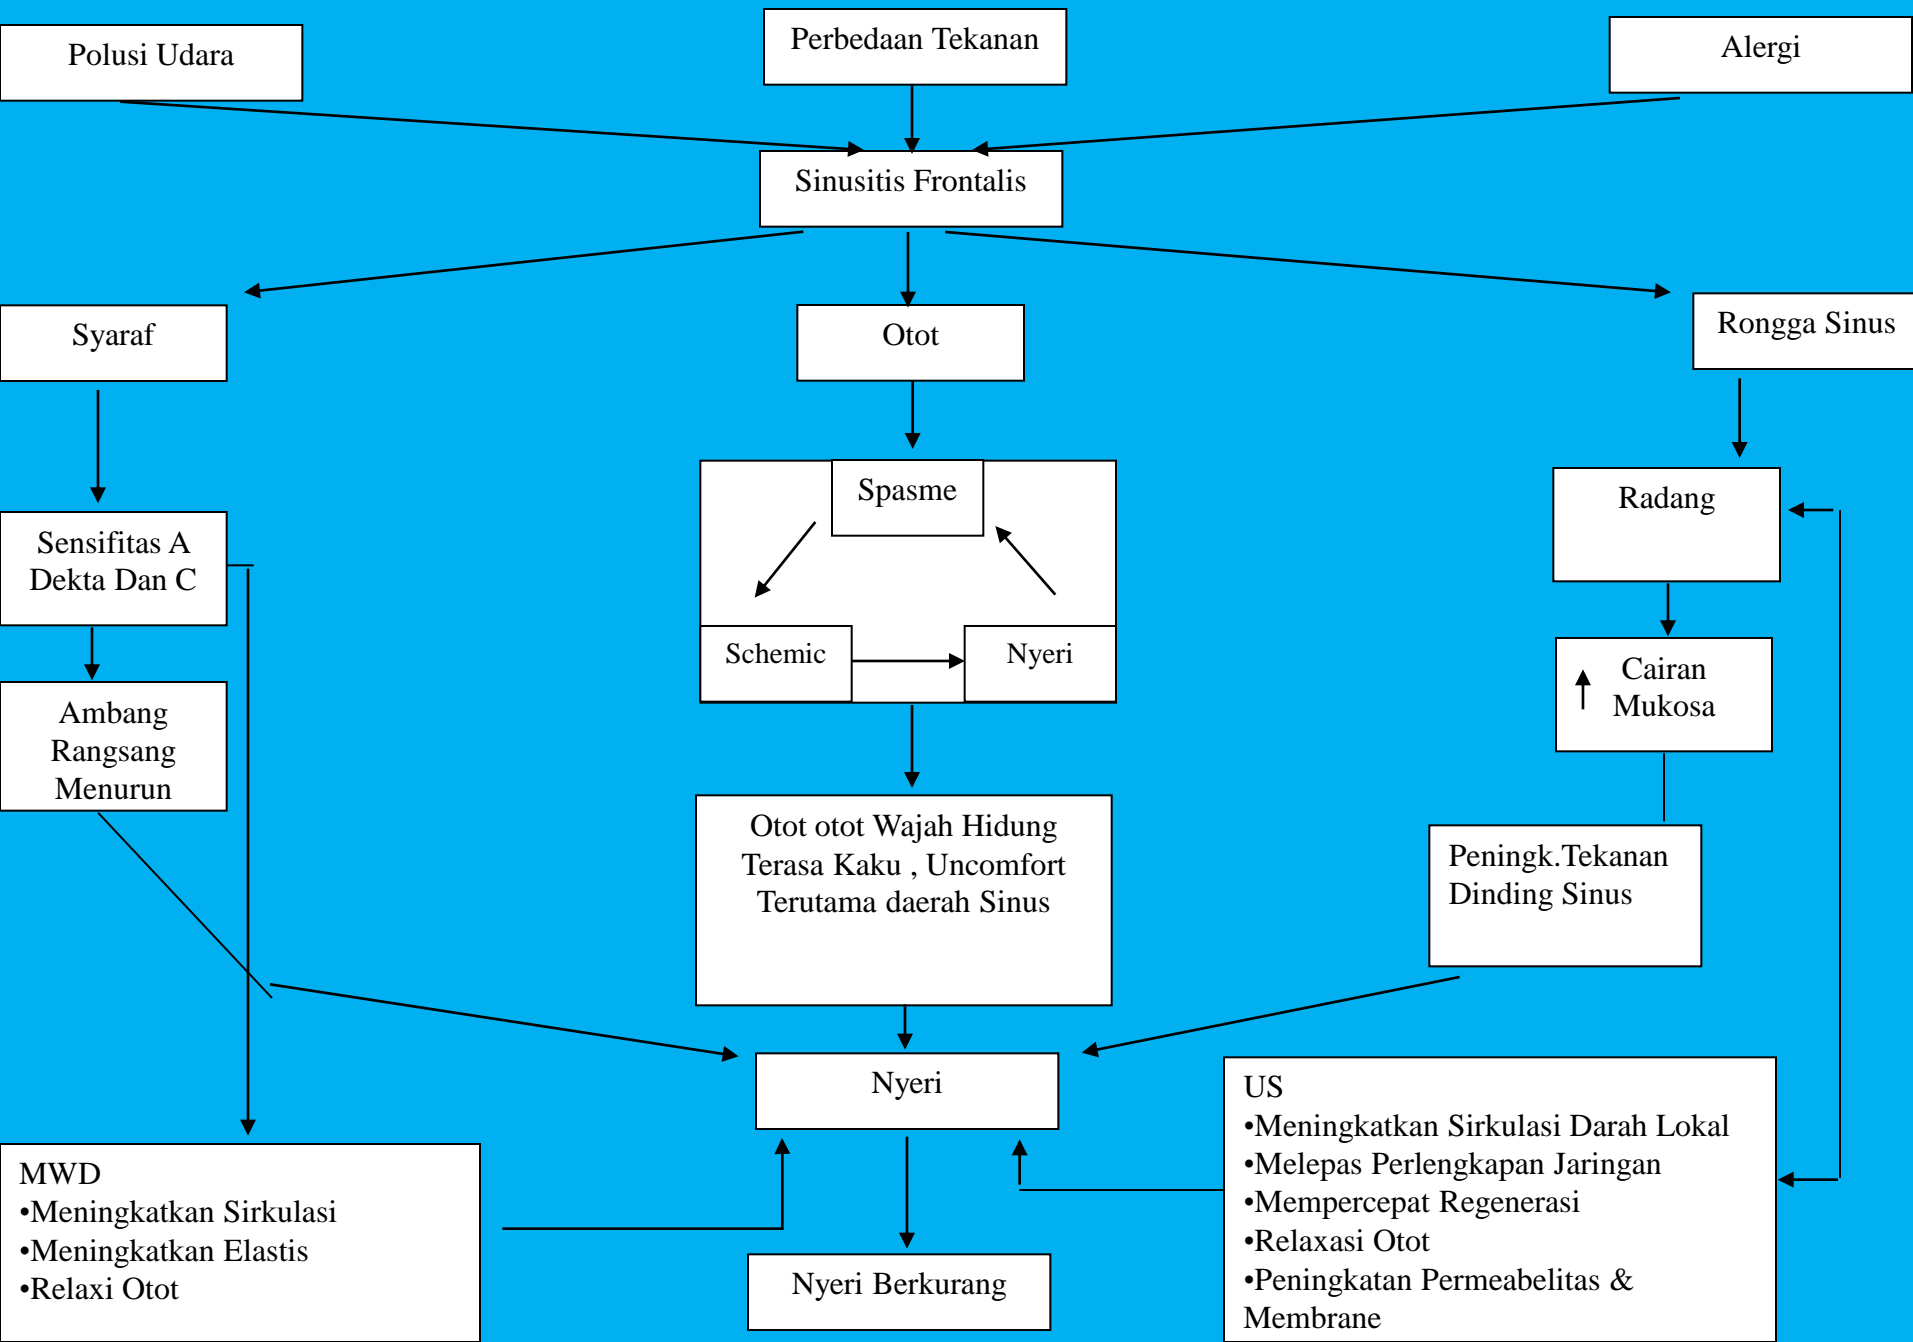 Polusi Udara
Perbedaan Tekanan
Alergi
Sinusitis Frontalis
Syaraf
Otot
Rongga Sinus
Spasme
Schemic
Nyeri
Radang
Sensifitas A
Dekta Dan C
Cairan
Mukosa
Ambang
Rangsang
Menurun
Otot otot Wajah Hidung
Terasa Kaku , Uncomfort
Terutama daerah Sinus
Peningk.Tekanan
Dinding Sinus
Nyeri
MWD
•Meningkatkan Sirkulasi
•Meningkatkan Elastis
•Relaxi Otot
Nyeri Berkurang
US
•Meningkatkan Sirkulasi Darah Lokal
•Melepas Perlengkapan Jaringan
•Mempercepat Regenerasi
•Relaxasi Otot
•Peningkatan Permeabelitas &
Membrane